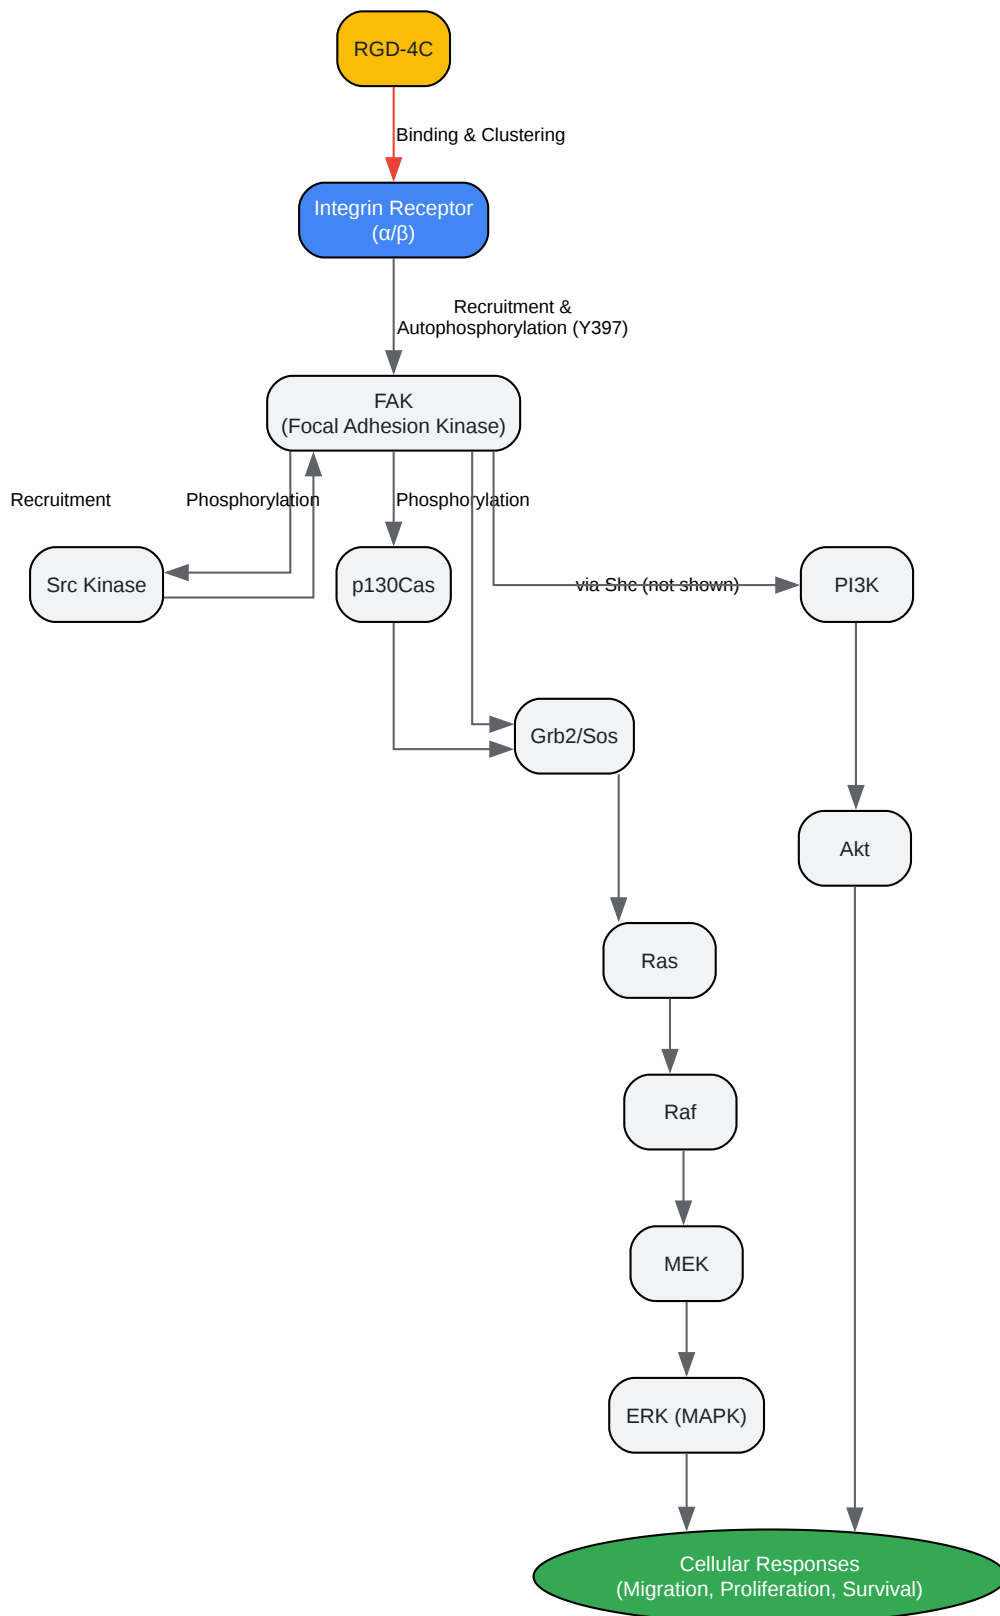 RGD-4C
Binding & Clustering
Integrin Receptor
(α/β)
Recruitment &
Autophosphorylation (Y397)
FAK
(Focal Adhesion Kinase)
Recruitment
Phosphorylation
Phosphorylation
Src Kinase
p130Cas
via Shc (not shown)
PI3K
Grb2/Sos
Akt
Ras
Raf
MEK
ERK (MAPK)
Cellular Responses
(Migration, Proliferation, Survival)